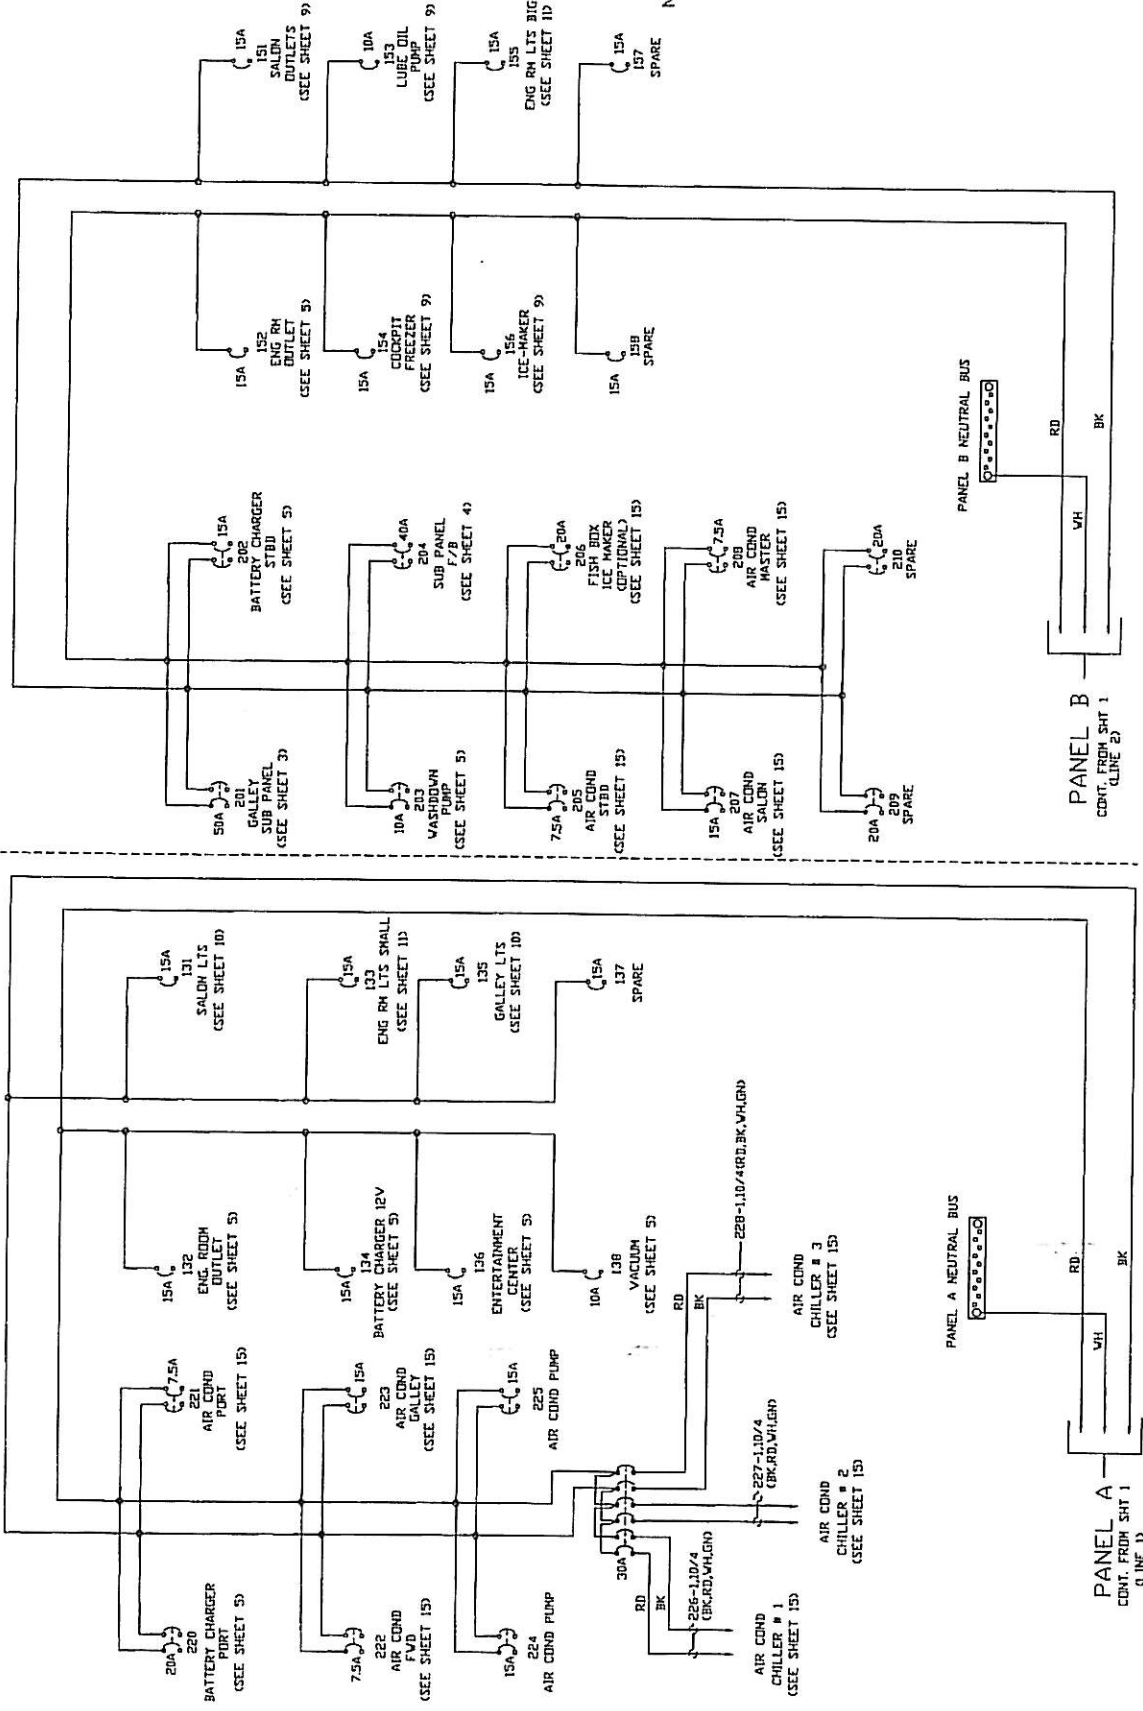 20A
220
BATTERY CHARGER
PORT
(SEE SHEET 5)
7.5A
221
AIR COND
PORT
(SEE SHEET 15)
15A
132
ENG. ROOM
OUTLET
(SEE SHEET 5)
15A
131
SALON LTS
(SEE SHEET 10)
7.5A
222
AIR COND
FWD
(SEE SHEET 15)
15A
223
AIR COND
GALLEY
(SEE SHEET 15)
15A
134
BATTERY CHARGER 12V
(SEE SHEET 5)
15A
133
ENG RM LTS SMALL
(SEE SHEET 11)
15A
224
AIR COND PUMP
15A
225
AIR COND PUMP
15A
136
ENTERTAINMENT
CENTER
(SEE SHEET 5)
15A
135
GALLEY LTS
(SEE SHEET 10)
10A
138
VACUUM
(SEE SHEET 5)
15A
137
SPARE
30A
RD
BK
226-1,10/4
(BK,RD,WH,GN)
AIR COND
CHILLER # 1
(SEE SHEET 15)
227-1,10/4
(BK,RD,WH,GN)
AIR COND
CHILLER # 2
(SEE SHEET 15)
RD
BK
228-1,10/4(RD,BK,WH,GN)
AIR COND
CHILLER # 3
(SEE SHEET 15)
PANEL A NEUTRAL BUS
RD
WH
BK
PANEL A
CONT. FROM SHT 1
(LINE 1)
50A
201
GALLEY
SUB PANEL
(SEE SHEET 3)
15A
202
BATTERY CHARGER
STBD
(SEE SHEET 5)
15A
152
ENG RM
OUTLET
(SEE SHEET 5)
15A
151
SALON
OUTLETS
(SEE SHEET 9)
10A
203
WASHDOWN
PUMP
(SEE SHEET 5)
40A
204
SUB PANEL
F/B
(SEE SHEET 4)
15A
154
COCKPIT
FREEZER
(SEE SHEET 9)
10A
153
LUBE OIL
PUMP
(SEE SHEET 9)
7.5A
205
AIR COND
STBD
(SEE SHEET 15)
20A
206
FISH BOX
ICE MAKER
(OPTIONAL)
(SEE SHEET 15)
15A
156
ICE-MAKER
(SEE SHEET 9)
15A
155
ENG RM LTS BIG
(SEE SHEET 11)
15A
207
AIR COND
SALON
(SEE SHEET 15)
7.5A
208
AIR COND
MASTER
(SEE SHEET 15)
15A
158
SPARE
15A
157
SPARE
20A
209
SPARE
20A
210
SPARE
PANEL B NEUTRAL BUS
RD
WH
BK
PANEL B
CONT. FROM SHT 1
(LINE 2)